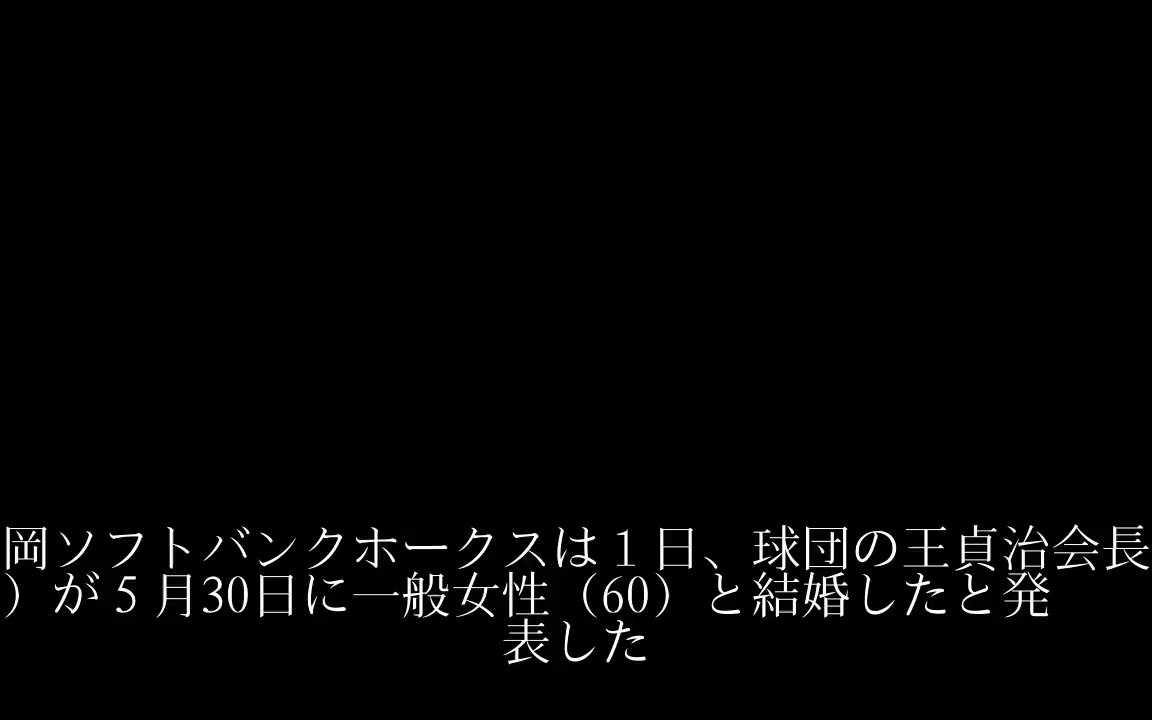 岡ソフトバンクホークスは１日、球団の王貞治会長
）が５月30日に一般女性（60）と結婚したと発
表した